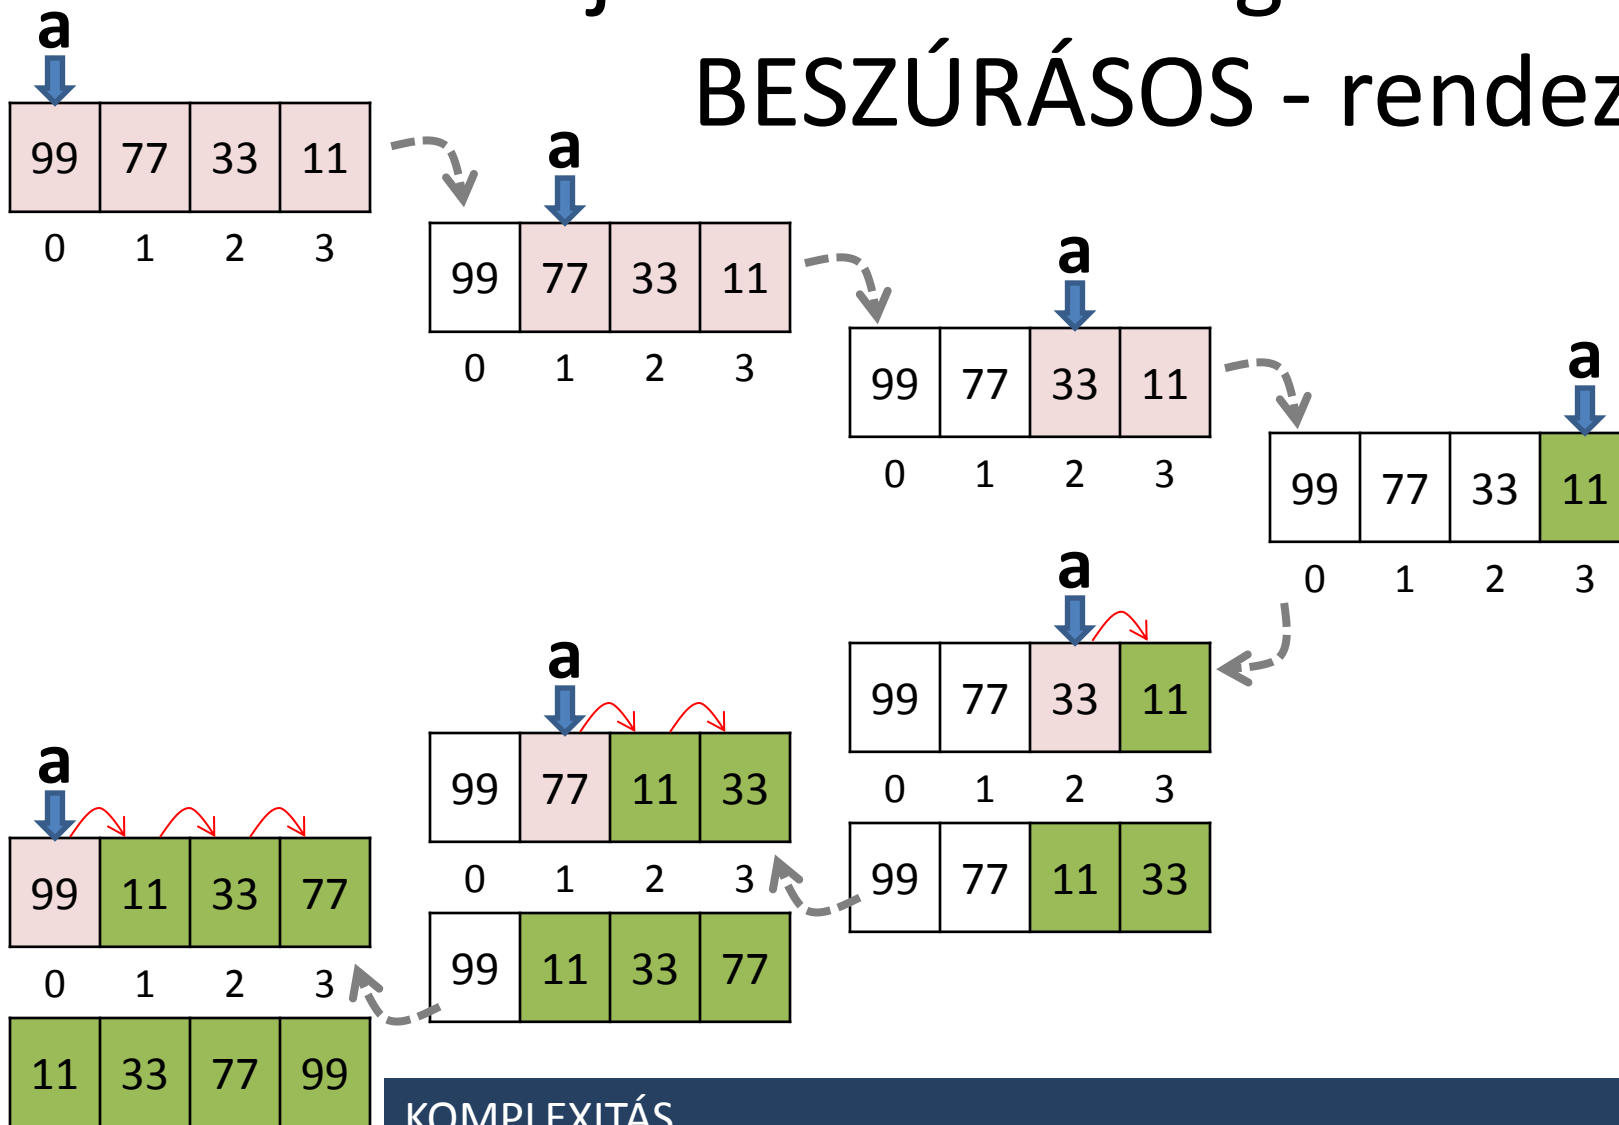 BESZÚRÁSOS - rendez
a
99 77 33 11
0 1 2 3
a
99 77 33 11
0 1 2 3
a
99 77 33 11
0 1 2 3
a
99 77 33 11
0 1 2 3
a
99 77 33 11
0 1 2 3
99 77 11 33
a
99 77 11 33
0 1 2 3
99 11 33 77
a
99 11 33 77
0 1 2 3
11 33 77 99
KOMPLEXITÁS